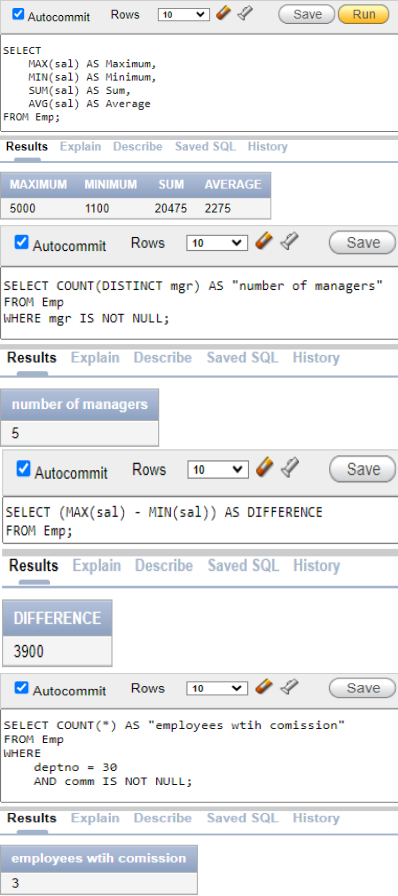 Autocommit Rows 10 Save Run
SELECT
MAX(sal) AS Maximum,
MIN(sal) AS Minimum,
SUM(sal) AS Sum,
AVG(sal) AS Average
FROM Emp;
Results Explain Describe Saved SQL History
MAXIMUM MINIMUM SUM AVERAGE
5000 1100 20475 2275
Autocommit Rows 10 Save
SELECT COUNT(DISTINCT mgr) AS "number of managers"
FROM Emp
WHERE mgr IS NOT NULL;
Results Explain Describe Saved SQL History
number of managers
5
Autocommit Rows 10 Save
SELECT (MAX(sal) - MIN(sal)) AS DIFFERENCE
FROM Emp;
Results Explain Describe Saved SQL History
DIFFERENCE
3900
Autocommit Rows 10 Save
SELECT COUNT(*) AS "employees wtih comission"
FROM Emp
WHERE
deptno = 30
AND comm IS NOT NULL;
Results Explain Describe Saved SQL History
employees wtih comission
3